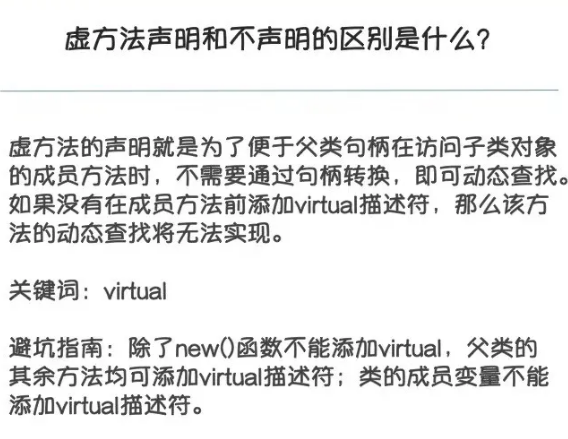 虚方法声明和不声明的区别是什么?
虚方法的声明就是为了便于父类句柄在访问子类对象
的成员方法时，不需要通过句柄转换，即可动态查找。
如果没有在成员方法前添加virtual描述符，那么该方
法的动态查找将无法实现。
关键词：virtual
避坑指南：除了new()函数不能添加virtual，父类的
其余方法均可添加virtual描述符；类的成员变量不能
添加virtual描述符。